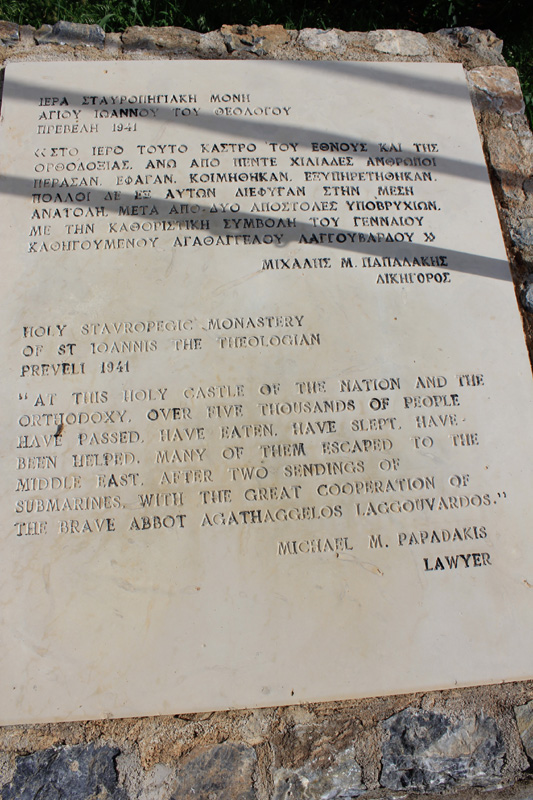 ΙΕΡΑ ΣΤΑΥΡΟΠΗΓΙΑΚΗ ΜΟΝΗ
ΑΓΙΟΥ ΙΩΑΝΝΟΥ ΤΟΥ ΘΕΟΛΟΓΟΥ
ΠΡΕΒΕΛΗ 1941
«ΣΤΟ ΙΕΡΟ ΤΟΥΤΟ ΚΑΣΤΡΟ ΤΟΥ ΕΘΝΟΥΣ ΚΑΙ ΤΗΣ
ΟΡΘΟΔΟΞΙΑΣ, ΑΝΩ ΑΠΟ ΠΕΝΤΕ ΧΙΛΙΑΔΕΣ ΑΝΘΡΩΠΟΙ
ΠΕΡΑΣΑΝ, ΕΦΑΓΑΝ, ΚΟΙΜΗΘΗΚΑΝ, ΕΞΥΠΗΡΕΤΗΘΗΚΑΝ.
ΠΟΛΛΟΙ ΔΕ ΕΞ ΑΥΤΩΝ ΔΙΕΦΥΓΑΝ ΣΤΗΝ ΜΕΣΗ
ΑΝΑΤΟΛΗ, ΜΕΤΑ ΑΠΟ ΔΥΟ ΑΠΟΣΤΟΛΕΣ ΥΠΟΒΡΥΧΙΩΝ,
ΜΕ ΤΗΝ ΚΑΘΟΡΙΣΤΙΚΗ ΣΥΜΒΟΛΗ ΤΟΥ ΓΕΝΝΑΙΟΥ
ΚΑΘΗΓΟΥΜΕΝΟΥ ΑΓΑΘΑΓΓΕΛΟΥ ΛΑΓΓΟΥΒΑΡΔΟΥ»
ΜΙΧΑΛΗΣ Μ. ΠΑΠΑΔΑΚΗΣ
ΔΙΚΗΓΟΡΟΣ
HOLY STAVROPEGIC MONASTERY
OF ST IOANNIS THE THEOLOGIAN
PREVELI 1941
"AT THIS HOLY CASTLE OF THE NATION AND THE
ORTHODOXY, OVER FIVE THOUSANDS OF PEOPLE
HAVE PASSED, HAVE EATEN, HAVE SLEPT, HAVE
BEEN HELPED. MANY OF THEM ESCAPED TO THE
MIDDLE EAST, AFTER TWO SENDINGS OF
SUBMARINES, WITH THE GREAT COOPERATION OF
THE BRAVE ABBOT AGATHAGGELOS LAGGOUVARDOS."
MICHAEL M. PAPADAKIS
LAWYER